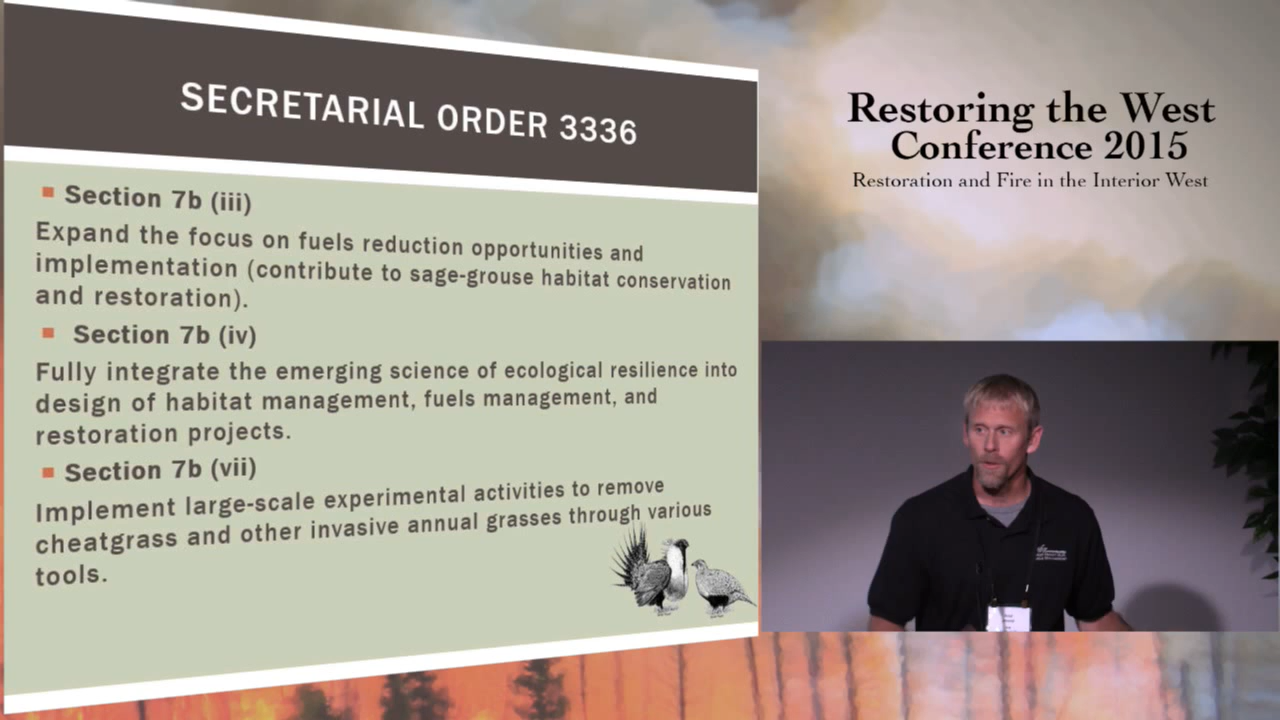 SECRETARIAL ORDER 3336
Section 7b (iii)
Expand the focus on fuels reduction opportunities and
implementation (contribute to sage-grouse habitat conservation
and restoration).
Section 7b (iv)
Fully integrate the emerging science of ecological resilience into
design of habitat management, fuels management, and
restoration projects.
Section 7b (vii)
Implement large-scale experimental activities to remove
cheatgrass and other invasive annual grasses through various
tools.
Restoring the West
Conference 2015
Restoration and Fire in the Interior West